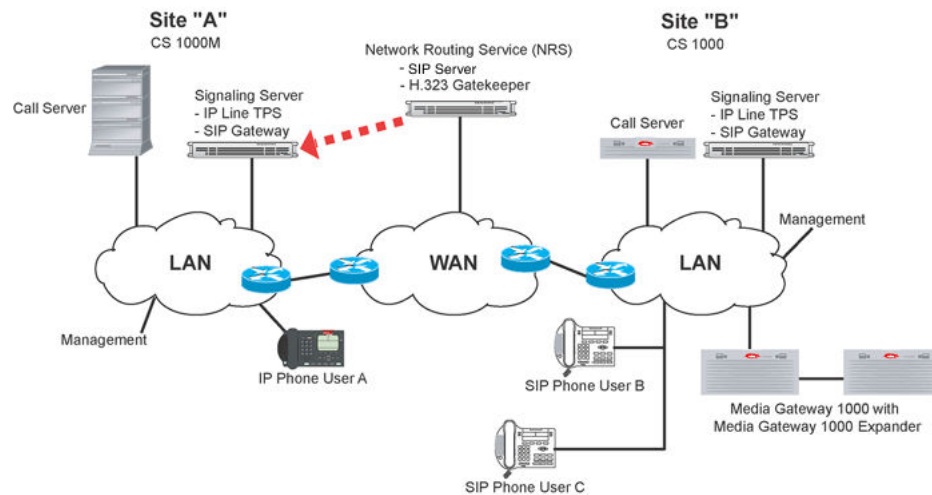 Site "A"
CS 1000M
Site "B"
CS 1000
Network Routing Service (NRS)
- SIP Server
- H.323 Gatekeeper
Call Server
Signaling Server
- IP Line TPS
- SIP Gateway
Call Server
Signaling Server
- IP Line TPS
- SIP Gateway
Management
LAN
WAN
LAN
Management
IP Phone User A
SIP Phone User B
Media Gateway 1000 with
Media Gateway 1000 Expander
SIP Phone User C